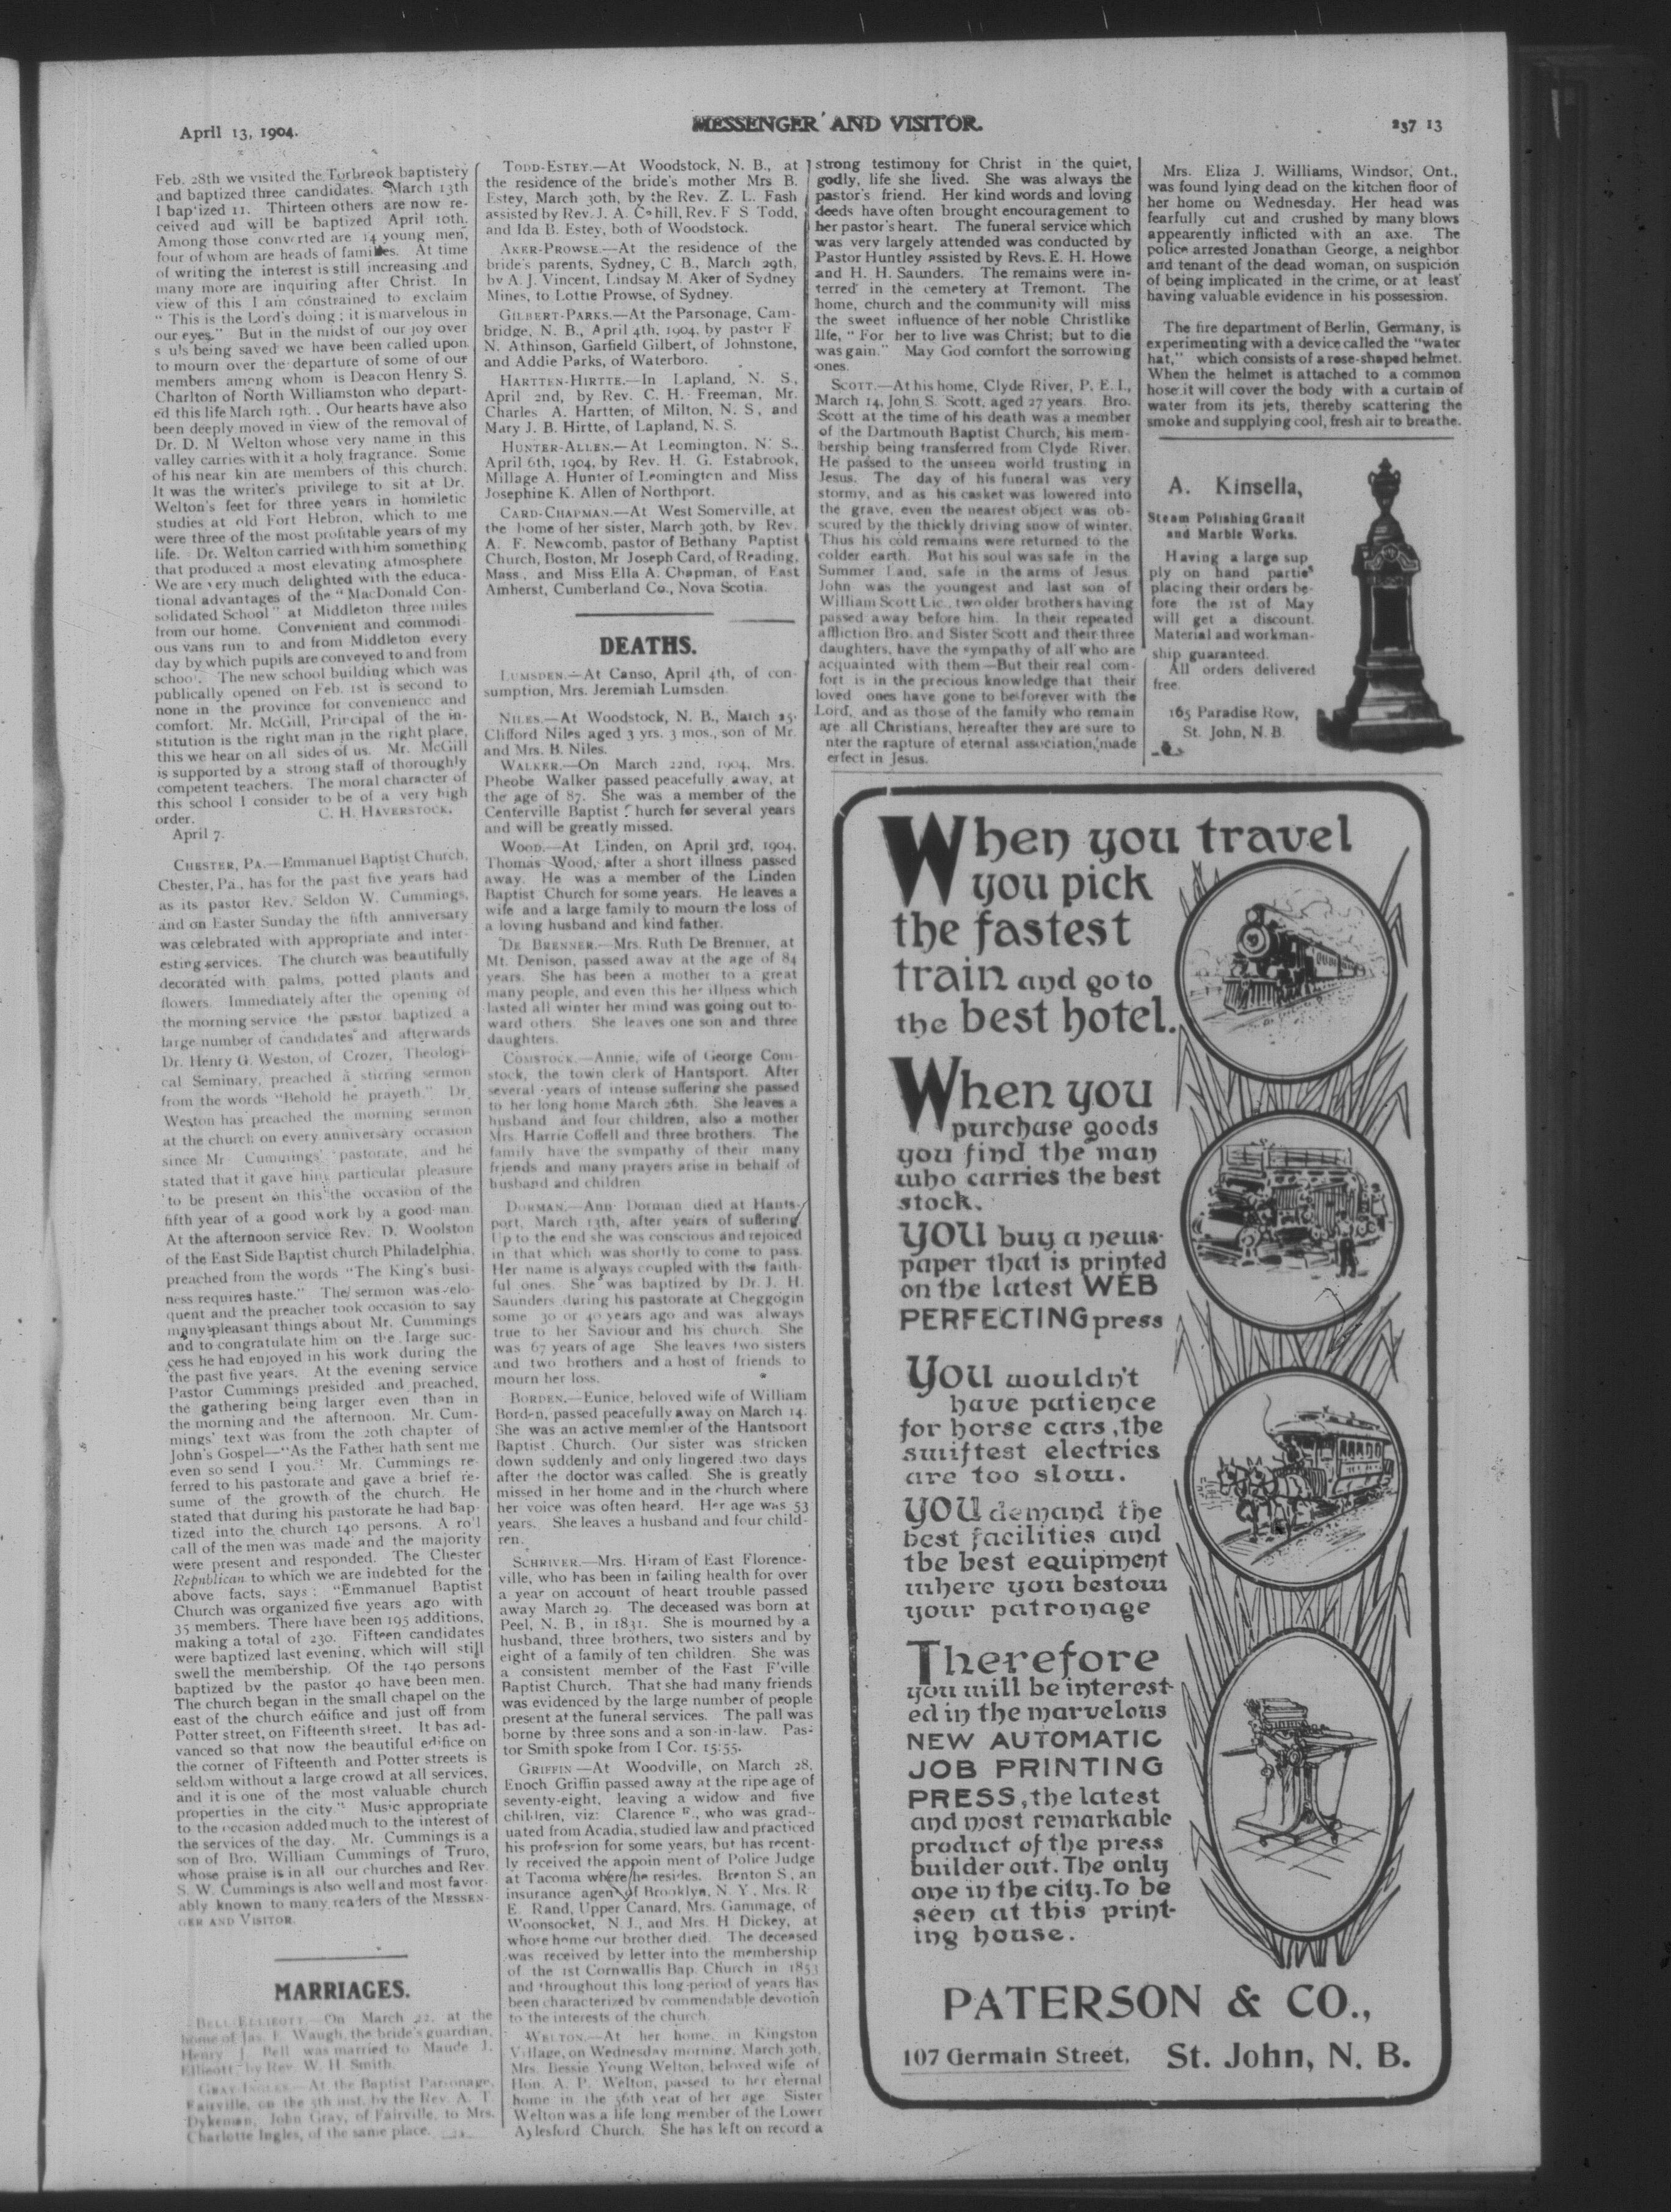 April 13, 1904.
MESSENGER AND VISITOR.
237 13
Feb. 28th we visited the Torbrook baptistery
and baptized three candidates. March 13th
I bap'ized 11. Thirteen others are now re-
ceived and will be baptized April 10th.
Among those converted are 14 young men,
four of whom are heads of families. At time
of writing the interest is still increasing and
many more are inquiring after Christ. In
view of this I am constrained to exclaim
" This is the Lord's doing ; it is marvelous in
our eyes." But in the midst of our joy over
s uls being saved we have been called upon
to mourn over the departure of some of our
members among whom is Deacon Henry S.
Charlton of North Williamston who depart-
ed this life March 19th. . Our hearts have also
been deeply moved in view of the removal of
Dr. D. M Welton whose very name in this
valley carries with it a holy fragrance. Some
of his near kin are members of this church.
It was the writer's privilege to sit at Dr.
Welton's feet for three years in homiletic
studies at old Fort Hebron, which to me
were three of the most profitable years of my
life. Dr. Welton carried with him something
that produced a most elevating atmosphere
We are very much delighted with the educa-
tional advantages of the " MacDonald Con-
solidated School " at Middleton three miles
from our home. Convenient and commodi-
ous vans run to and from Middleton every
day by which pupils are conveyed to and from
school. The new school building which was
publically opened on Feb. 1st is second to
none in the province for convenience and
comfort. Mr. McGill, Principal of the in-
stitution is the right man in the right place,
this we hear on all sides of us. Mr. McGill
is supported by a strong staff of thoroughly
competent teachers. The moral character of
this school I consider to be of a very high
order. C. H. HAVERSTOCK.
April 7.
CHESTER, PA.—Emmanuel Baptist Church,
Chester, Pa., has for the past five years had
as its pastor Rev. Seldon W. Cummings,
and on Easter Sunday the fifth anniversary
was celebrated with appropriate and inter-
esting services. The church was beautifully
decorated with palms, potted plants and
flowers. Immediately after the opening of
the morning service the pastor baptized a
large number of candidates and afterwards
Dr. Henry G. Weston, of Crozer, Theologi-
cal Seminary, preached a stirring sermon
from the words "Behold he prayeth." Dr.
Weston has preached the morning sermon
at the church on every anniversary occasion
since Mr Cummings' pastorate, and he
stated that it gave him particular pleasure
to be present on this the occasion of the
fifth year of a good work by a good man.
At the afternoon service Rev. D. Woolston
of the East Side Baptist church Philadelphia,
preached from the words "The King's busi-
ness requires haste." The sermon was elo-
quent and the preacher took occasion to say
many pleasant things about Mr. Cummings
and to congratulate him on the large suc-
cess he had enjoyed in his work during the
the past five years. At the evening service
Pastor Cummings presided and preached,
the gathering being larger even than in
the morning and the afternoon. Mr. Cum-
mings' text was from the 20th chapter of
John's Gospel—"As the Father hath sent me
even so send I you." Mr. Cummings re-
ferred to his pastorate and gave a brief re-
sume of the growth of the church. He
stated that during his pastorate he had bap-
tized into the church 140 persons. A ro'l
call of the men was made and the majority
were present and responded. The Chester
Republican to which we are indebted for the
above facts, says : "Emmanuel Baptist
Church was organized five years ago with
35 members. There have been 195 additions,
making a total of 230. Fifteen candidates
were baptized last evening, which will still
swell the membership. Of the 140 persons
baptized by the pastor 40 have been men.
The church began in the small chapel on the
east of the church edifice and just off from
Potter street, on Fifteenth street. It has ad-
vanced so that now the beautiful edifice on
the corner of Fifteenth and Potter streets is
seldom without a large crowd at all services,
and it is one of the most valuable church
properties in the city." Music appropriate
to the occasion added much to the interest of
the services of the day. Mr. Cummings is a
son of Bro. William Cummings of Truro,
whose praise is in all our churches and Rev.
S. W. Cummings is also well and most favor-
ably known to many readers of the MESSEN-
GER AND VISITOR.
MARRIAGES.
BELL-ELLICOTT.—On March 22, at the
home of Jas. E. Waugh, the bride's guardian,
Henry J. Bell was married to Maude J.
Ellicott by Rev. W. H. Smith.
GRAY-INGLES.—At the Baptist Parsonage,
Fairville, on the 5th inst. by the Rev. A. T.
Dykeman, John Gray, of Fairville, to Mrs.
Charlotte Ingles, of the same place.
TODD-ESTEY.—At Woodstock, N. B., at
the residence of the bride's mother Mrs B.
Estey, March 30th, by the Rev. Z. L. Fash
assisted by Rev. J. A. Cahill, Rev. F S Todd,
and Ida B. Estey, both of Woodstock.
AKER-PROWSE.—At the residence of the
bride's parents, Sydney, C B., March 29th,
by A. J. Vincent, Lindsay M. Aker of Sydney
Mines, to Lottie Prowse, of Sydney.
GILBERT-PARKS.—At the Parsonage, Cam-
bridge, N. B., April 4th, 1904, by pastor F.
N. Athinson, Garfield Gilbert, of Johnstone,
and Addie Parks, of Waterboro.
HARTTEN-HIRTTE.—In Lapland, N. S.,
April 2nd, by Rev. C. H. Freeman, Mr.
Charles A. Hartten, of Milton, N. S, and
Mary J. B. Hirtte, of Lapland, N. S.
HUNTER-ALLEN.—At Leomington, N. S.,
April 6th, 1904, by Rev. H. G. Estabrook,
Millage A. Hunter of Leomington and Miss
Josephine K. Allen of Northport.
CARD-CHAPMAN.—At West Somerville, at
the home of her sister, March 30th, by Rev.
A. F. Newcomb, pastor of Bethany Baptist
Church, Boston, Mr Joseph Card, of Reading,
Mass., and Miss Ella A. Chapman, of East
Amherst, Cumberland Co., Nova Scotia.
DEATHS.
LUMSDEN.—At Canso, April 4th, of con-
sumption, Mrs. Jeremiah Lumsden.
NILES.—At Woodstock, N. B., March 25.
Clifford Niles aged 3 yrs. 3 mos., son of Mr.
and Mrs. B. Niles.
WALKER.—On March 22nd, 1904, Mrs.
Pheobe Walker passed peacefully away, at
the age of 87. She was a member of the
Centerville Baptist Church for several years
and will be greatly missed.
WOOD.—At Linden, on April 3rd, 1904,
Thomas Wood, after a short illness passed
away. He was a member of the Linden
Baptist Church for some years. He leaves a
wife and a large family to mourn the loss of
a loving husband and kind father.
DE BRENNER.—Mrs. Ruth De Brenner, at
Mt. Denison, passed away at the age of 84
years. She has been a mother to a great
many people, and even this her illness which
lasted all winter her mind was going out to-
ward others. She leaves one son and three
daughters.
COMSTOCK.—Annie, wife of George Com-
stock, the town clerk of Hantsport. After
several years of intense suffering she passed
to her long home March 26th. She leaves a
husband and four children, also a mother
Mrs. Harrie Coffell and three brothers. The
family have the sympathy of their many
friends and many prayers arise in behalf of
husband and children.
DORMAN.—Ann Dorman died at Hants-
port, March 13th, after years of suffering.
Up to the end she was conscious and rejoiced
in that which was shortly to come to pass.
Her name is always coupled with the faith-
ful ones. She was baptized by Dr. J. H.
Saunders during his pastorate at Cheggogin
some 30 or 40 years ago and was always
true to her Saviour and his church. She
was 67 years of age She leaves two sisters
and two brothers and a host of friends to
mourn her loss.
BORDEN.—Eunice, beloved wife of William
Borden, passed peacefully away on March 14.
She was an active member of the Hantsport
Baptist Church. Our sister was stricken
down suddenly and only lingered two days
after the doctor was called. She is greatly
missed in her home and in the church where
her voice was often heard. Her age was 53
years. She leaves a husband and four child-
ren.
SCHRIVER.—Mrs. Hiram of East Florence-
ville, who has been in failing health for over
a year on account of heart trouble passed
away March 29. The deceased was born at
Peel, N. B, in 1831. She is mourned by a
husband, three brothers, two sisters and by
eight of a family of ten children. She was
a consistent member of the East F'ville
Baptist Church. That she had many friends
was evidenced by the large number of people
present at the funeral services. The pall was
borne by three sons and a son-in-law. Pas-
tor Smith spoke from I Cor. 15:55.
GRIFFIN—At Woodville, on March 28,
Enoch Griffin passed away at the ripe age of
seventy-eight, leaving a widow and five
children, viz: Clarence E., who was grad-
uated from Acadia, studied law and practiced
his profession for some years, but has recent-
ly received the appoin ment of Police Judge
at Tacoma where he resides. Brenton S, an
insurance agent of Brooklyn, N. Y, Mrs. R
E. Rand, Upper Canard, Mrs. Gammage, of
Woonsocket, N. J., and Mrs. H. Dickey, at
whose home our brother died. The deceased
was received by letter into the membership
of the 1st Cornwallis Bap. Church in 1853
and throughout this long period of years has
been characterized by commendable devotion
to the interests of the church.
WELTON.—At her home, in Kingston
Village, on Wednesday morning, March 30th,
Mrs. Bessie Young Welton, beloved wife of
Hon. A. P. Welton, passed to her eternal
home in the 56th year of her age. Sister
Welton was a life long member of the Lower
Aylesford Church. She has left on record a
strong testimony for Christ in the quiet,
godly, life she lived. She was always the
pastor's friend. Her kind words and loving
deeds have often brought encouragement to
her pastor's heart. The funeral service which
was very largely attended was conducted by
Pastor Huntley assisted by Revs. E. H. Howe
and H. H. Saunders. The remains were in-
terred in the cemetery at Tremont. The
home, church and the community will miss
the sweet influence of her noble Christlike
life, " For her to live was Christ; but to die
was gain." May God comfort the sorrowing
ones.
SCOTT.—At his home, Clyde River, P. E. I.,
March 14, John S. Scott, aged 27 years. Bro.
Scott at the time of his death was a member
of the Dartmouth Baptist Church, his mem-
bership being transferred from Clyde River.
He passed to the unseen world trusting in
Jesus. The day of his funeral was very
stormy, and as his casket was lowered into
the grave, even the nearest object was ob-
scured by the thickly driving snow of winter.
Thus his cold remains were returned to the
colder earth. But his soul was safe in the
Summer Land, safe in the arms of Jesus.
John was the youngest and last son of
William Scott Lic., two older brothers having
passed away before him. In their repeated
affliction Bro. and Sister Scott and their three
daughters, have the sympathy of all who are
acquainted with them—But their real com-
fort is in the precious knowledge that their
loved ones have gone to be forever with the
Lord, and as those of the family who remain
are all Christians, hereafter they are sure to
nter the rapture of eternal association, made
erfect in Jesus.
Mrs. Eliza J. Williams, Windsor, Ont.,
was found lying dead on the kitchen floor of
her home on Wednesday. Her head was
fearfully cut and crushed by many blows
appearently inflicted with an axe. The
police arrested Jonathan George, a neighbor
and tenant of the dead woman, on suspicion
of being implicated in the crime, or at least
having valuable evidence in his possession.
The fire department of Berlin, Germany, is
experimenting with a device called the "water
hat," which consists of a rose-shaped helmet.
When the helmet is attached to a common
hose it will cover the body with a curtain of
water from its jets, thereby scattering the
smoke and supplying cool, fresh air to breathe.
A. Kinsella,
Steam Polishing Granit
and Marble Works.
Having a large sup
ply on hand parties
placing their orders be-
fore the 1st of May
will get a discount.
Material and workman-
ship guaranteed.
All orders delivered
free.
165 Paradise Row,
St. John, N. B.
When you travel
you pick
the fastest
train and go to
the best hotel.
When you
purchase goods
you find the man
who carries the best
stock.
YOU buy a news-
paper that is printed
on the latest WEB
PERFECTING press
You wouldn't
have patience
for horse cars, the
swiftest electrics
are too slow.
YOU demand the
best facilities and
the best equipment
where you bestow
your patronage
Therefore
you will be interest-
ed in the marvelous
NEW AUTOMATIC
JOB PRINTING
PRESS, the latest
and most remarkable
product of the press
builder out. The only
one in the city. To be
seen at this print-
ing house.
PATERSON & CO.,
107 Germain Street, St. John, N. B.